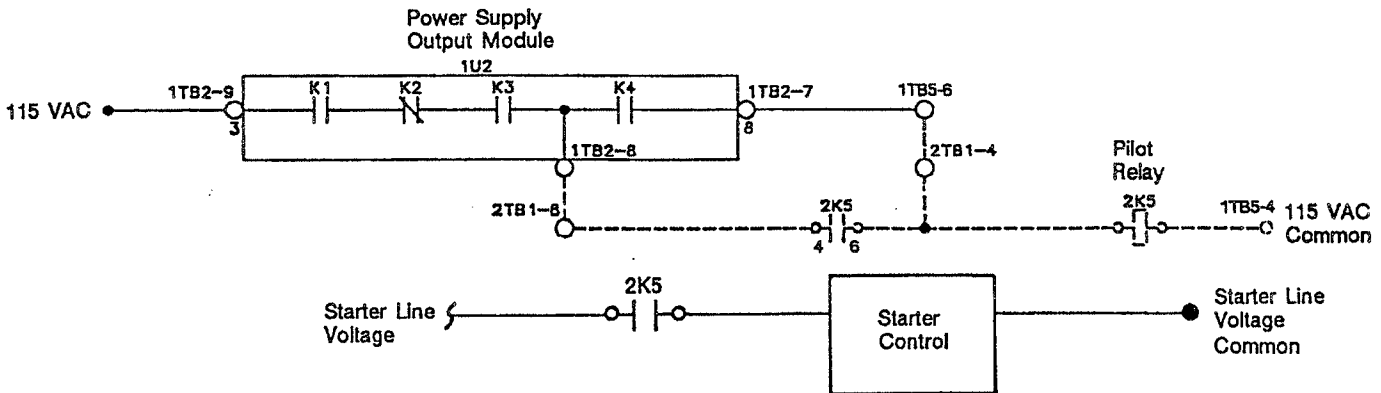 Power Supply
Output Module
1U2
1TB2-9
K1
K2
K3
K4
1TB2-7
1TB5-6
115 VAC
3
8
1TB2-8
2TB1-4
Pilot
Relay
2TB1-8
2K5
2K5
1TB5-4
115 VAC
Common
4
6
2K5
Starter Line
Voltage
Starter
Control
Starter Line
Voltage
Common